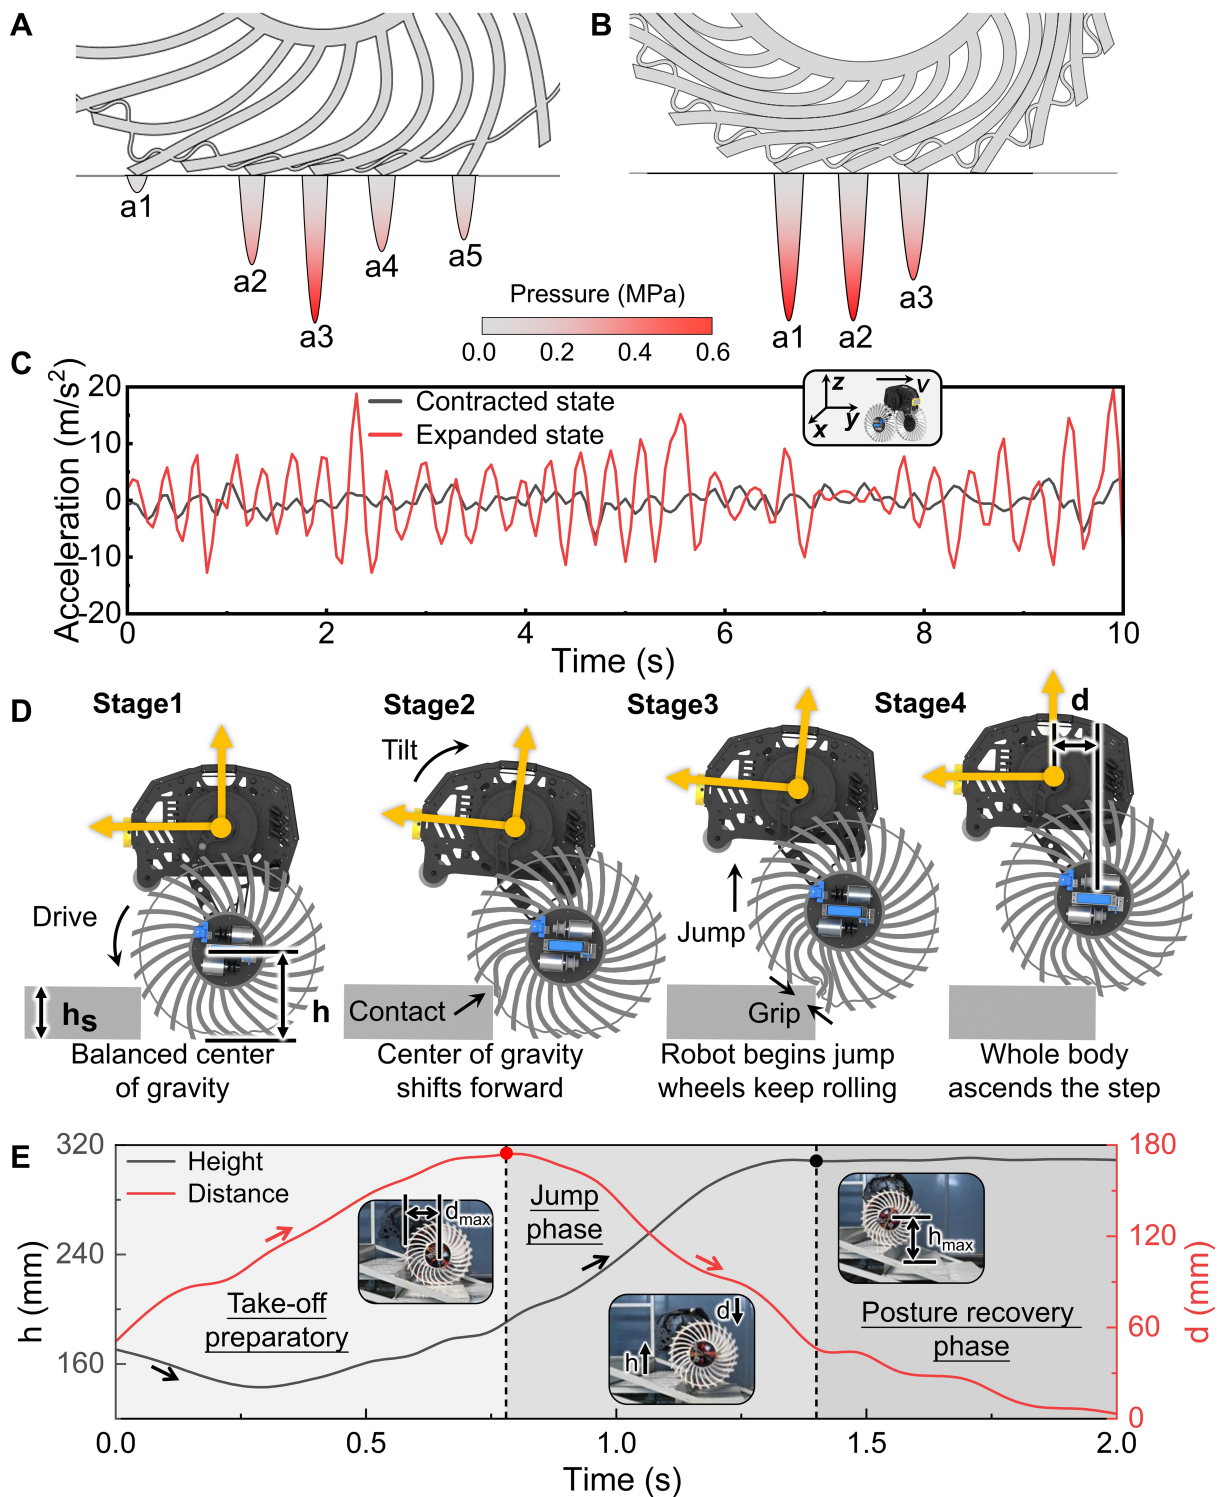 A
B
a1
a2
a3
a4
a5
a1
a2
a3
Pressure (MPa)
0.0 0.2 0.4 0.6
C
Acceleration (m/s²)
20
10
0
-10
-20
Contracted state
Expanded state
z
y
x
v
0 2 4 6 8 10
Time (s)
D
Stage1
Stage2
Stage3
Stage4
d
Tilt
Drive
Jump
hs
h
Contact
Grip
Balanced center
of gravity
Center of gravity
shifts forward
Robot begins jump
wheels keep rolling
Whole body
ascends the step
E
h (mm)
320
240
160
Height
Distance
Take-off
preparatory
dmax
Jump
phase
d
h
hmax
Posture recovery
phase
180
120
60
0
d (mm)
0.0 0.5 1.0 1.5 2.0
Time (s)